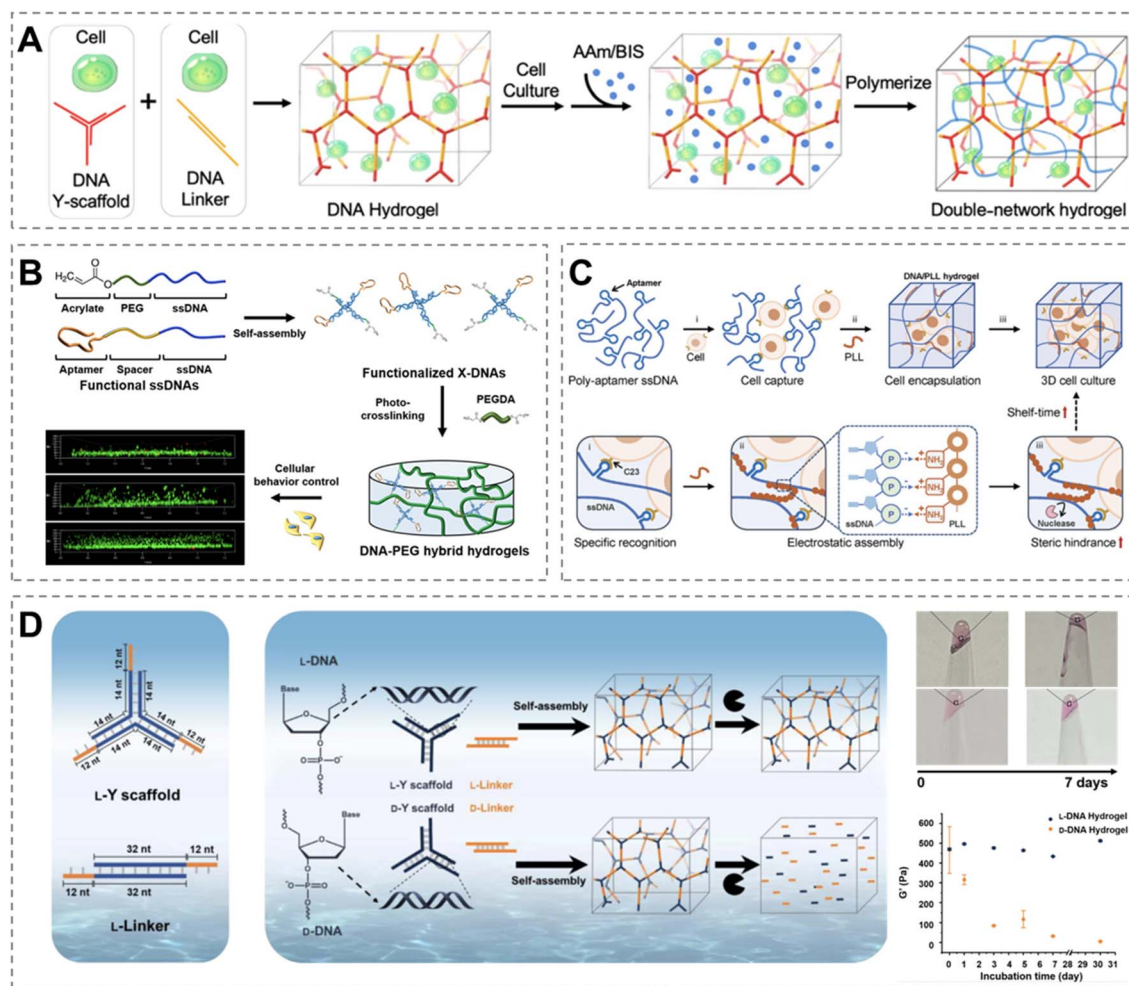 A
Cell
Cell
+
DNA
Y-scaffold
DNA
Linker
DNA Hydrogel
Cell
Culture
AAm/BIS
Polymerize
Double-network hydrogel
B
H₂C
O
O
Acrylate PEG ssDNA
Aptamer Spacer ssDNA
Functional ssDNAs
Self-assembly
Functionalized X-DNAs
Photo-
crosslinking
PEGDA
Cellular
behavior control
DNA-PEG hybrid hydrogels
C
Aptamer
Poly-aptamer ssDNA
i
Cell
Cell capture
ii
PLL
DNA/PLL hydrogel
Cell encapsulation
iii
3D cell culture
Shelf-time
i
C23
ssDNA
Specific recognition
ii
P NH₂
P NH₂
P NH₂
ssDNA PLL
Electrostatic assembly
iii
Nuclease
Steric hindrance
D
12 nt
14 nt 14 nt
14 nt 14 nt
12 nt 14 nt 14 nt 12 nt
L-Y scaffold
32 nt 12 nt
12 nt 32 nt
L-Linker
L-DNA
Base
O
O
O P O⁻
O
L-Y scaffold L-Linker
D-Y scaffold D-Linker
Self-assembly
Self-assembly
O Base
O
⁻O P O
O
D-DNA
0 7 days
L-DNA Hydrogel
D-DNA Hydrogel
G' (Pa)
600
500
400
300
200
100
0
0 1 2 3 4 5 6 7 28 29 30 31
Incubation time (day)